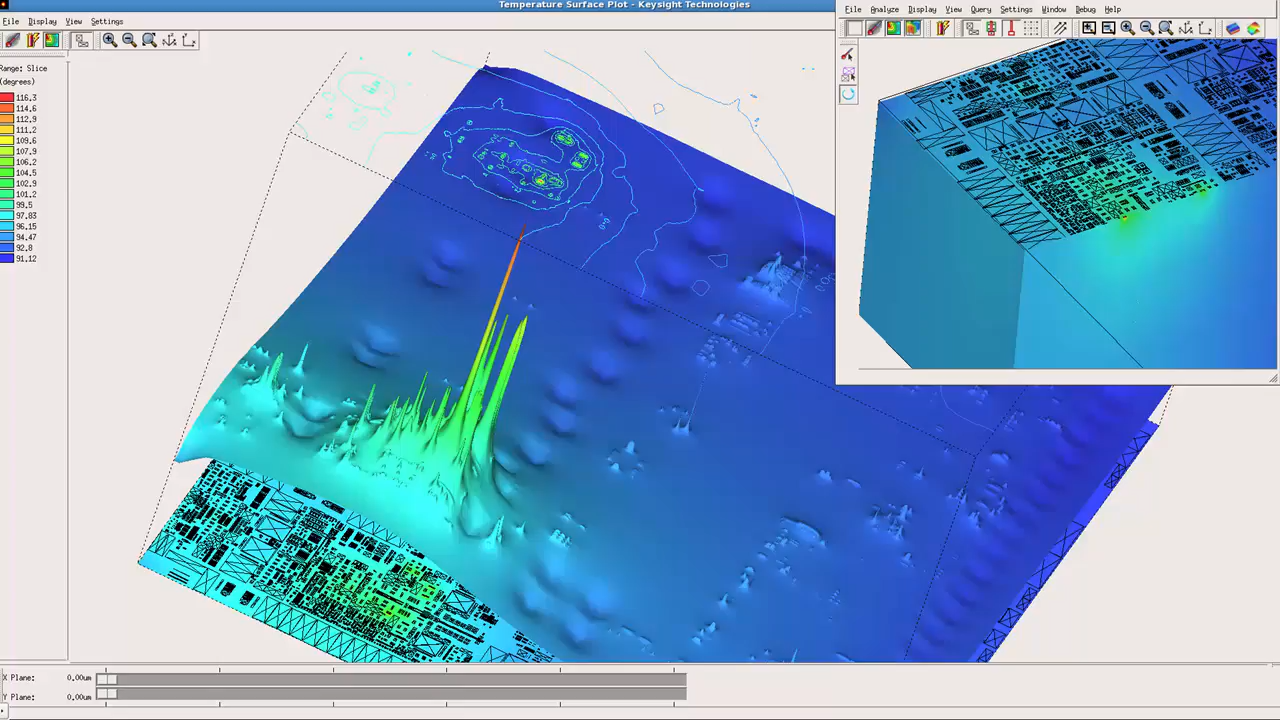 Temperature Surface Plot - Keysight Technologies
File Display View Settings
Range: Slice
(degrees)
116.3
114.6
112.9
111.2
109.6
107.9
106.2
104.5
102.9
101.2
99.5
97.83
96.15
94.47
92.8
91.12
File Analyze Display View Query Settings Window Debug Help
X Plane: 0.00um
Y Plane: 0.00um